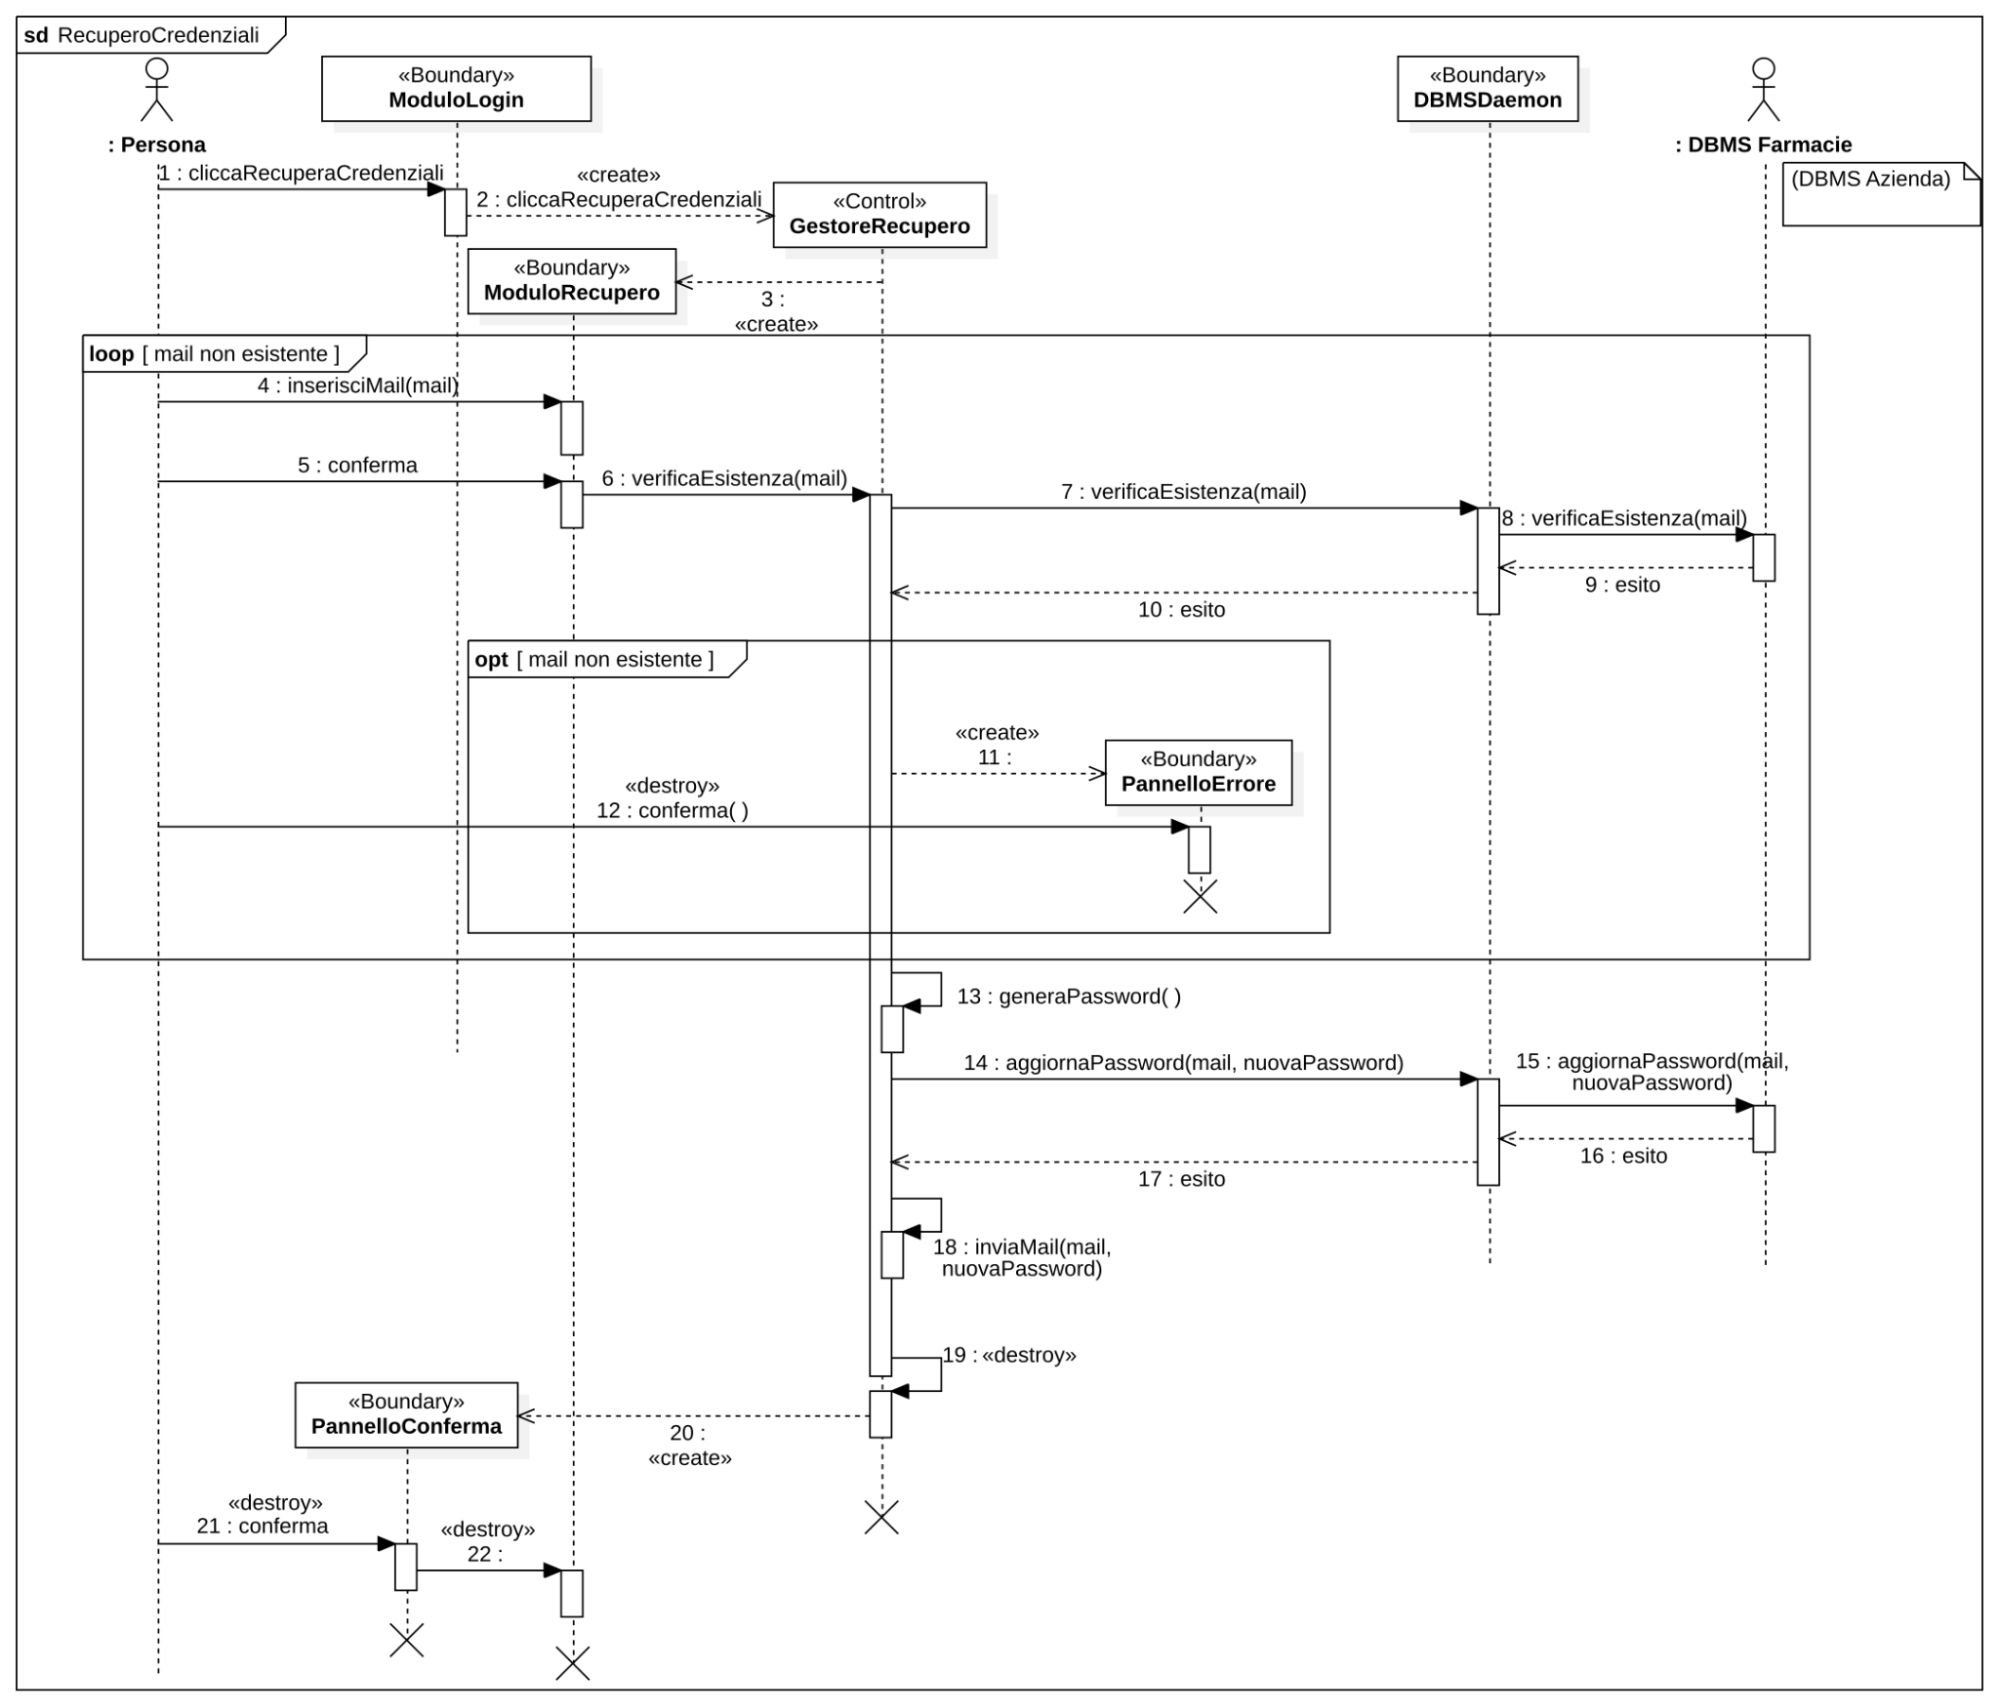 sd RecuperoCredenziali
«Boundary»
ModuloLogin
«Boundary»
DBMSDaemon
: Persona
: DBMS Farmacie
(DBMS Azienda)
1 : cliccaRecuperaCredenziali
«create»
2 : cliccaRecuperaCredenziali
«Control»
GestoreRecupero
«Boundary»
ModuloRecupero
3 :
«create»
loop [ mail non esistente ]
4 : inserisciMail(mail)
5 : conferma
6 : verificaEsistenza(mail)
7 : verificaEsistenza(mail)
8 : verificaEsistenza(mail)
9 : esito
10 : esito
opt [ mail non esistente ]
«create»
11 :
«Boundary»
PannelloErrore
«destroy»
12 : conferma( )
13 : generaPassword( )
14 : aggiornaPassword(mail, nuovaPassword)
15 : aggiornaPassword(mail,
nuovaPassword)
16 : esito
17 : esito
18 : inviaMail(mail,
nuovaPassword)
19 : «destroy»
«Boundary»
PannelloConferma
20 :
«create»
«destroy»
21 : conferma
«destroy»
22 :